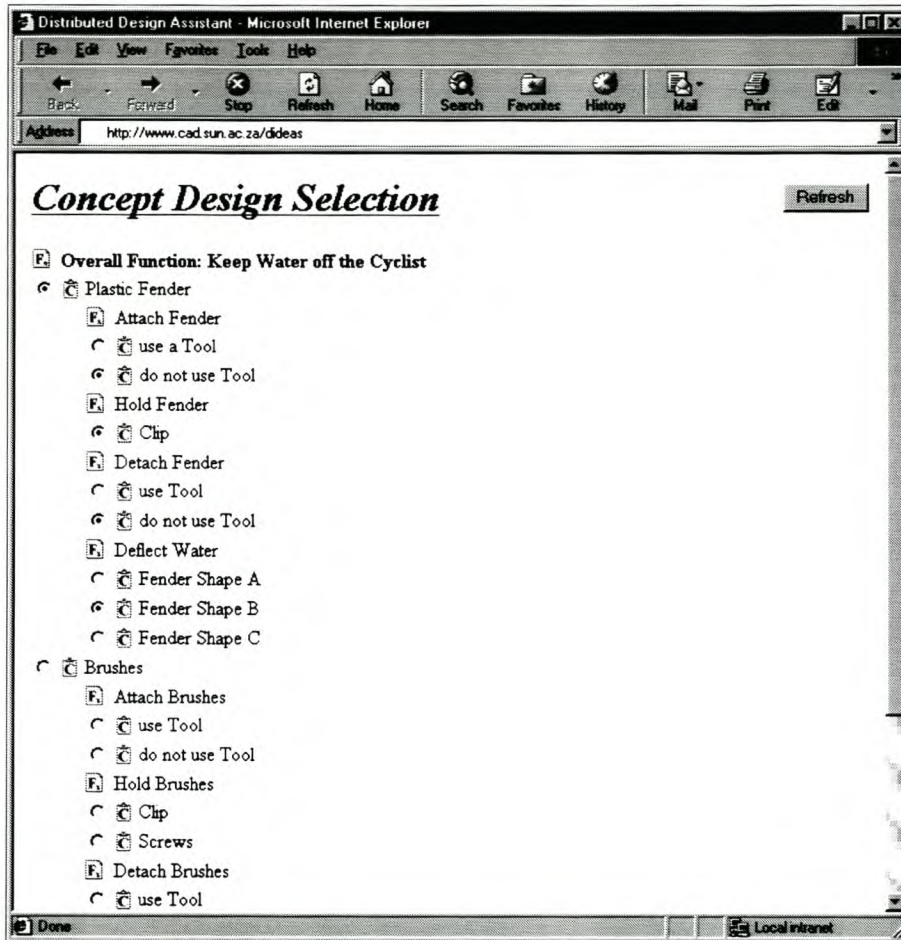 Distributed Design Assistant - Microsoft Internet Explorer
File Edit View Favorites Tools Help
Back Forward Stop Refresh Home Search Favorites History Mail Print Edit
Address http://www.cad.sun.ac.za/dideas
Concept Design Selection
Refresh
Overall Function: Keep Water off the Cyclist
Plastic Fender
Attach Fender
use a Tool
do not use Tool
Hold Fender
Clip
Detach Fender
use Tool
do not use Tool
Deflect Water
Fender Shape A
Fender Shape B
Fender Shape C
Brushes
Attach Brushes
use Tool
do not use Tool
Hold Brushes
Clip
Screws
Detach Brushes
use Tool
Done Local intranet